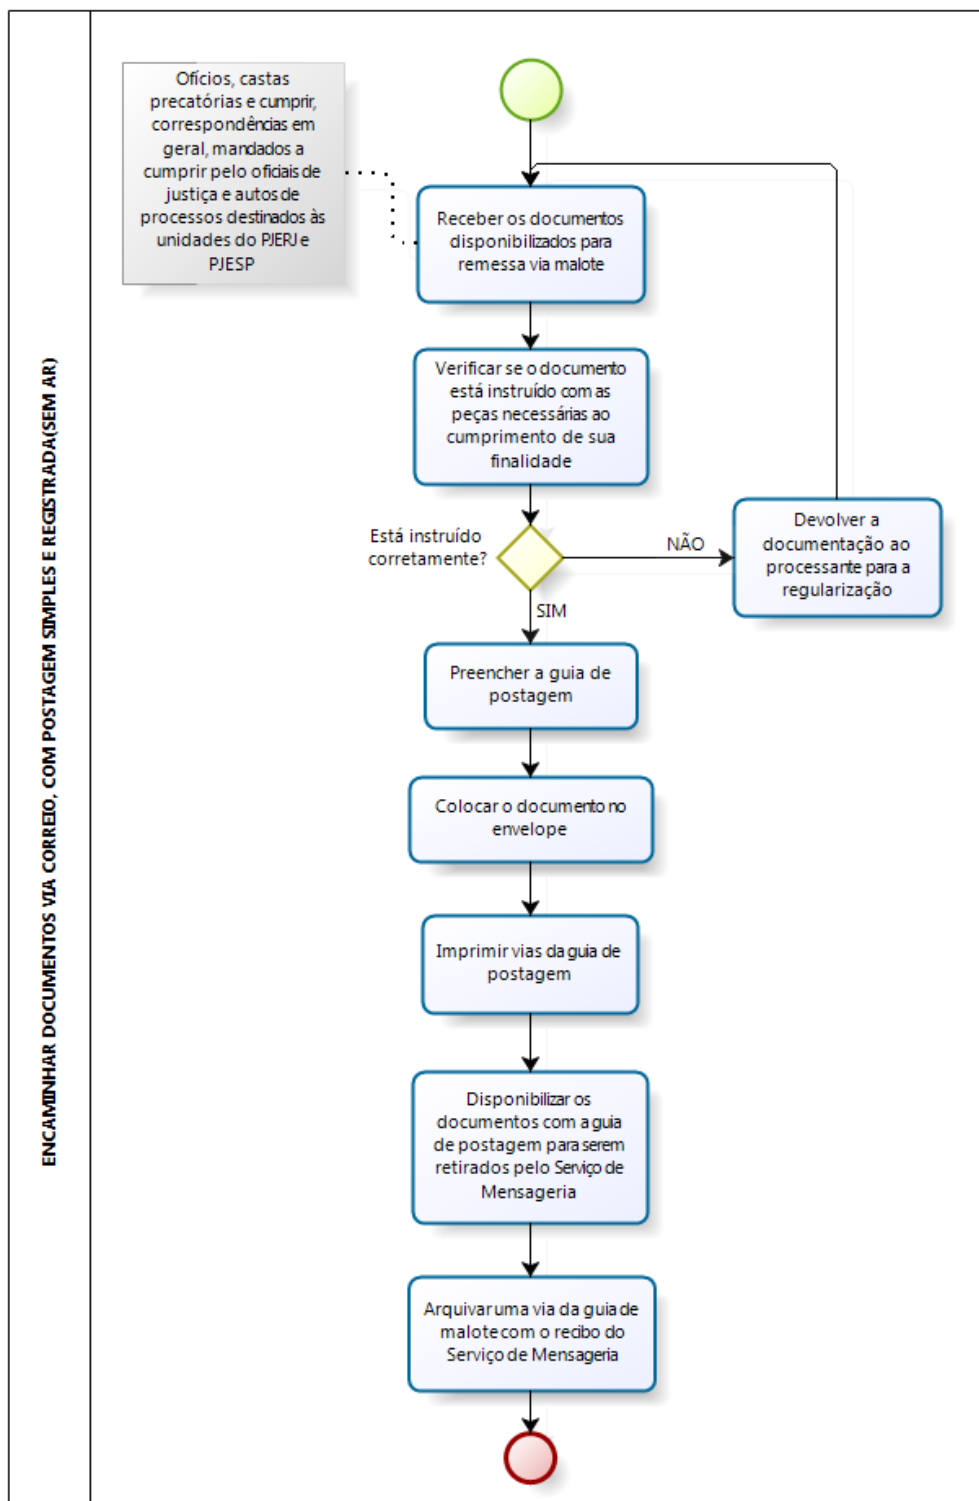 ENCAMINHAR DOCUMENTOS VIA CORREIO, COM POSTAGEM SIMPLES E REGISTRADA(SEM AR)
Ofícios, castas
precatórias e cumprir,
correspondências em
geral, mandados a
cumprir pelo oficiais de
justiça e autos de
processos destinados às
unidades do PJERJ e
PJESP
Receber os documentos
disponibilizados para
remessa via malote
Verificar se o documento
está instruído com as
peças necessárias ao
cumprimento de sua
finalidade
Está instruído
corretamente?
NÃO
Devolver a
documentação ao
processante para a
regularização
SIM
Preencher a guia de
postagem
Colocar o documento no
envelope
Imprimir vias da guia de
postagem
Disponibilizar os
documentos com a guia
de postagem para serem
retirados pelo Serviço de
Mensageria
Arquivar uma via da guia de
malote com o recibo do
Serviço de Mensageria